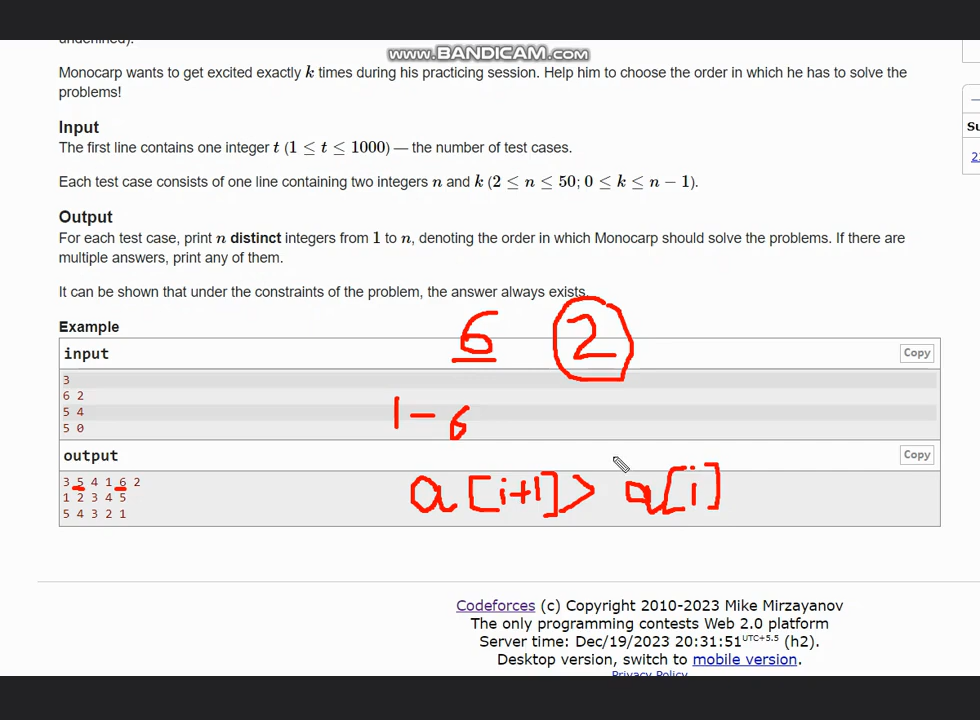 undefined).
www.BANDICAM.com
Monocarp wants to get excited exactly k times during his practicing session. Help him to choose the order in which he has to solve the
problems!
Input
The first line contains one integer t (1 ≤ t ≤ 1000) — the number of test cases.
Each test case consists of one line containing two integers n and k (2 ≤ n ≤ 50; 0 ≤ k ≤ n − 1).
Output
For each test case, print n distinct integers from 1 to n, denoting the order in which Monocarp should solve the problems. If there are
multiple answers, print any of them.
It can be shown that under the constraints of the problem, the answer always exists.
Example
6 2
input Copy
3
6 2
5 4
5 0
1 - 6
output Copy
3 5 4 1 6 2
1 2 3 4 5
5 4 3 2 1
a[i+1] > a[i]
Su
2
Codeforces (c) Copyright 2010-2023 Mike Mirzayanov
The only programming contests Web 2.0 platform
Server time: Dec/19/2023 20:31:51 UTC+5.5 (h2).
Desktop version, switch to mobile version.
Privacy Policy